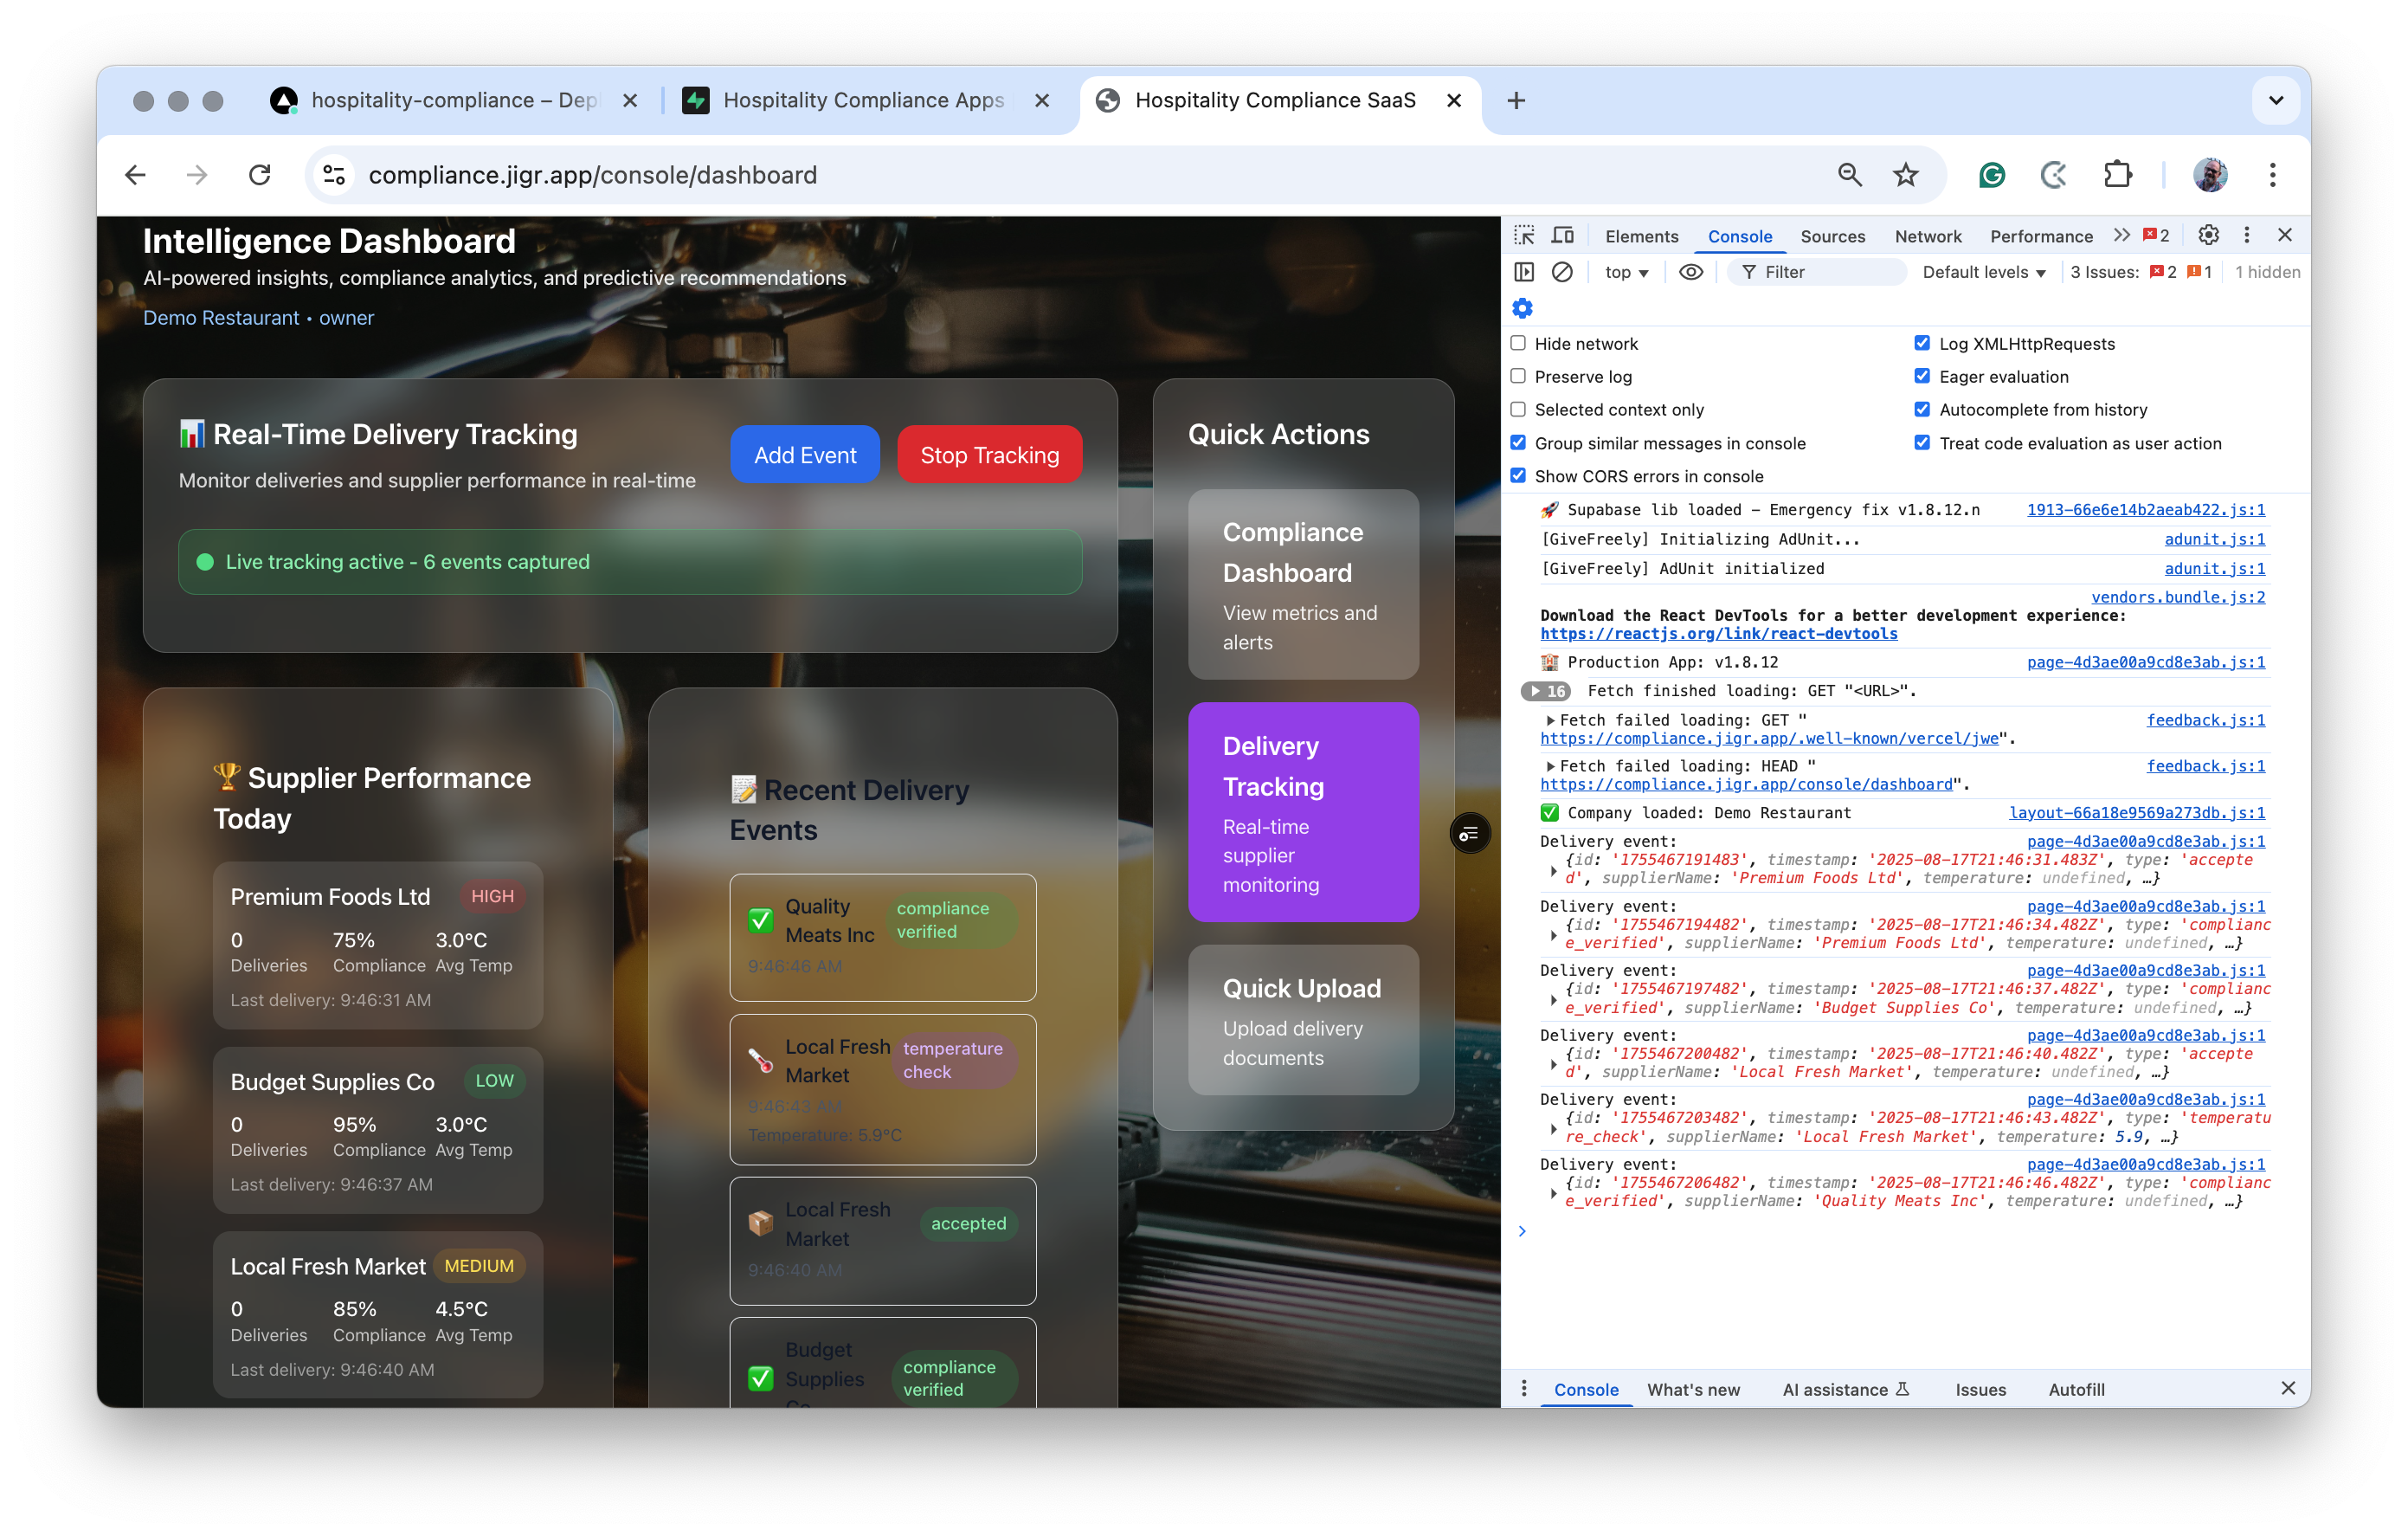 hospitality-compliance – Dep
Hospitality Compliance Apps
Hospitality Compliance SaaS
compliance.jigr.app/console/dashboard
Intelligence Dashboard
AI-powered insights, compliance analytics, and predictive recommendations
Demo Restaurant • owner
📊 Real-Time Delivery Tracking
Monitor deliveries and supplier performance in real-time
Add Event
Stop Tracking
Live tracking active - 6 events captured
🏆 Supplier Performance
Today
Premium Foods Ltd
HIGH
0
75%
3.0°C
Deliveries
Compliance
Avg Temp
Last delivery: 9:46:31 AM
Budget Supplies Co
LOW
0
95%
3.0°C
Deliveries
Compliance
Avg Temp
Last delivery: 9:46:37 AM
Local Fresh Market
MEDIUM
0
85%
4.5°C
Deliveries
Compliance
Avg Temp
Last delivery: 9:46:40 AM
📝 Recent Delivery
Events
✅
Quality
Meats Inc
compliance
verified
9:46:46 AM
🌡️
Local Fresh
Market
temperature
check
9:46:43 AM
Temperature: 5.9°C
📦
Local Fresh
Market
accepted
9:46:40 AM
✅
Budget
Supplies
Co
compliance
verified
Quick Actions
Compliance
Dashboard
View metrics and
alerts
Delivery
Tracking
Real-time
supplier
monitoring
Quick Upload
Upload delivery
documents
Elements
Console
Sources
Network
Performance
2
top
Filter
Default levels
3 Issues:
2
1
1 hidden
Hide network
Log XMLHttpRequests
Preserve log
Eager evaluation
Selected context only
Autocomplete from history
Group similar messages in console
Treat code evaluation as user action
Show CORS errors in console
🚀 Supabase lib loaded – Emergency fix v1.8.12.n
1913-66e6e14b2aeab422.js:1
[GiveFreely] Initializing AdUnit...
adunit.js:1
[GiveFreely] AdUnit initialized
adunit.js:1
vendors.bundle.js:2
Download the React DevTools for a better development experience:
https://reactjs.org/link/react-devtools
🏨 Production App: v1.8.12
page-4d3ae00a9cd8e3ab.js:1
16
Fetch finished loading: GET "<URL>".
Fetch failed loading: GET "
feedback.js:1
https://compliance.jigr.app/.well-known/vercel/jwe".
Fetch failed loading: HEAD "
feedback.js:1
https://compliance.jigr.app/console/dashboard".
✅ Company loaded: Demo Restaurant
layout-66a18e9569a273db.js:1
Delivery event:
page-4d3ae00a9cd8e3ab.js:1
{id: '1755467191483', timestamp: '2025-08-17T21:46:31.483Z', type: 'accepte
d', supplierName: 'Premium Foods Ltd', temperature: undefined, …}
Delivery event:
page-4d3ae00a9cd8e3ab.js:1
{id: '1755467194482', timestamp: '2025-08-17T21:46:34.482Z', type: 'complianc
e_verified', supplierName: 'Premium Foods Ltd', temperature: undefined, …}
Delivery event:
page-4d3ae00a9cd8e3ab.js:1
{id: '1755467197482', timestamp: '2025-08-17T21:46:37.482Z', type: 'complianc
e_verified', supplierName: 'Budget Supplies Co', temperature: undefined, …}
Delivery event:
page-4d3ae00a9cd8e3ab.js:1
{id: '1755467200482', timestamp: '2025-08-17T21:46:40.482Z', type: 'accepte
d', supplierName: 'Local Fresh Market', temperature: undefined, …}
Delivery event:
page-4d3ae00a9cd8e3ab.js:1
{id: '1755467203482', timestamp: '2025-08-17T21:46:43.482Z', type: 'temperatu
re_check', supplierName: 'Local Fresh Market', temperature: 5.9, …}
Delivery event:
page-4d3ae00a9cd8e3ab.js:1
{id: '1755467206482', timestamp: '2025-08-17T21:46:46.482Z', type: 'complianc
e_verified', supplierName: 'Quality Meats Inc', temperature: undefined, …}
Console
What's new
AI assistance
Issues
Autofill